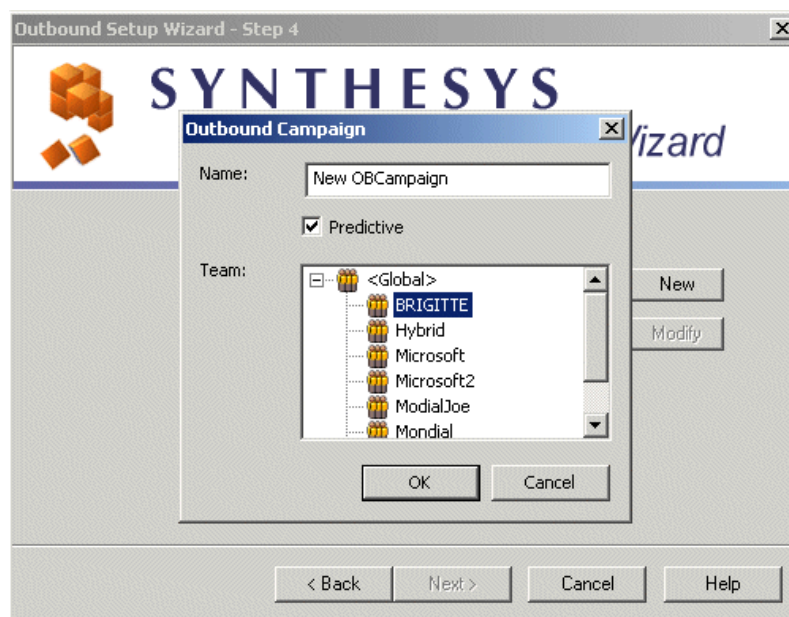 Outbound Setup Wizard - Step 4
SYNTHESYS
Wizard
Outbound Campaign
Name:
New OBCampaign
Predictive
Team:
<Global>
BRIGITTE
Hybrid
Microsoft
Microsoft2
ModialJoe
Mondial
New
Modify
OK
Cancel
< Back
Next >
Cancel
Help